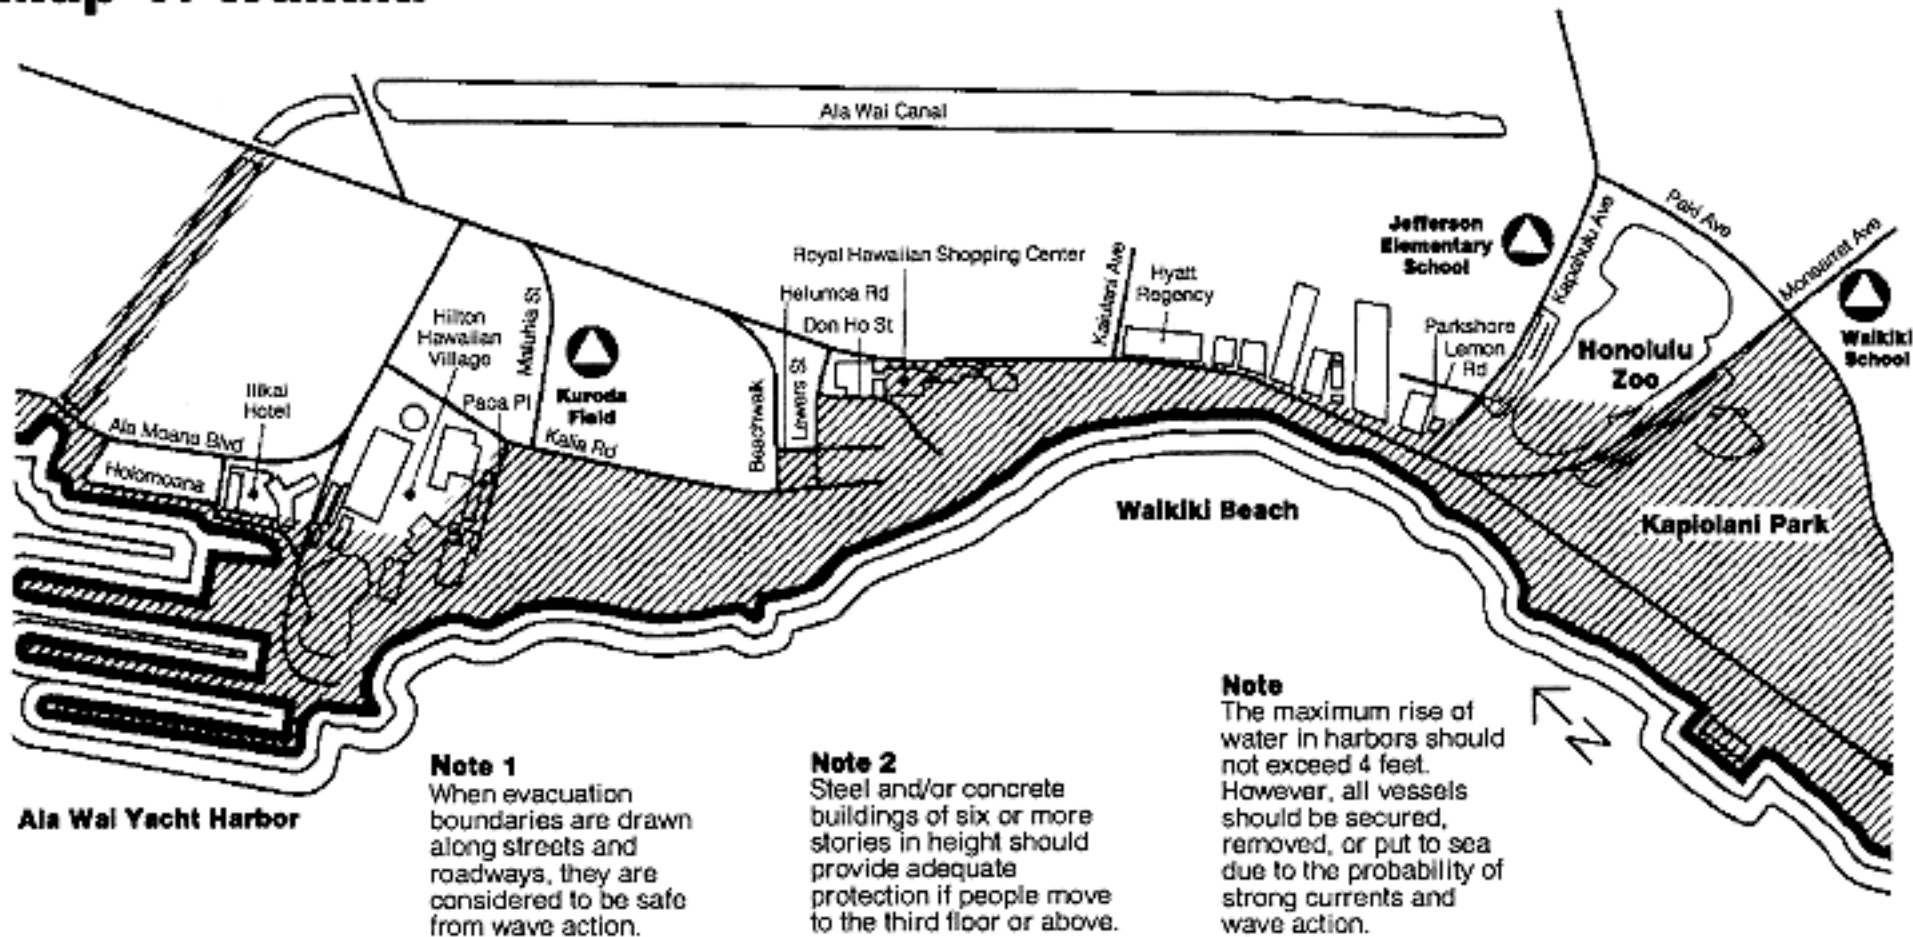 Ala Wai Canal
Paki Ave
Monsarrat Ave
Kapahulu Ave
Jefferson
Elementary
School
Waikiki
School
Royal Hawaiian Shopping Center
Kaiulani Ave
Hyatt
Regency
Helumoa Rd
Don Ho St
Parkshore
Lemon
Rd
Honolulu
Zoo
Hilton
Hawaiian
Village
Maluhia St
Kuroda
Field
Paoa Pl
Kalia Rd
Beachwalk
Lewers St
Ilikai
Hotel
Ala Moana Blvd
Holomoana
Waikiki Beach
Kapiolani Park
N
Ala Wai Yacht Harbor
Note 1
When evacuation
boundaries are drawn
along streets and
roadways, they are
considered to be safe
from wave action.
Note 2
Steel and/or concrete
buildings of six or more
stories in height should
provide adequate
protection if people move
to the third floor or above.
Note
The maximum rise of
water in harbors should
not exceed 4 feet.
However, all vessels
should be secured,
removed, or put to sea
due to the probability of
strong currents and
wave action.